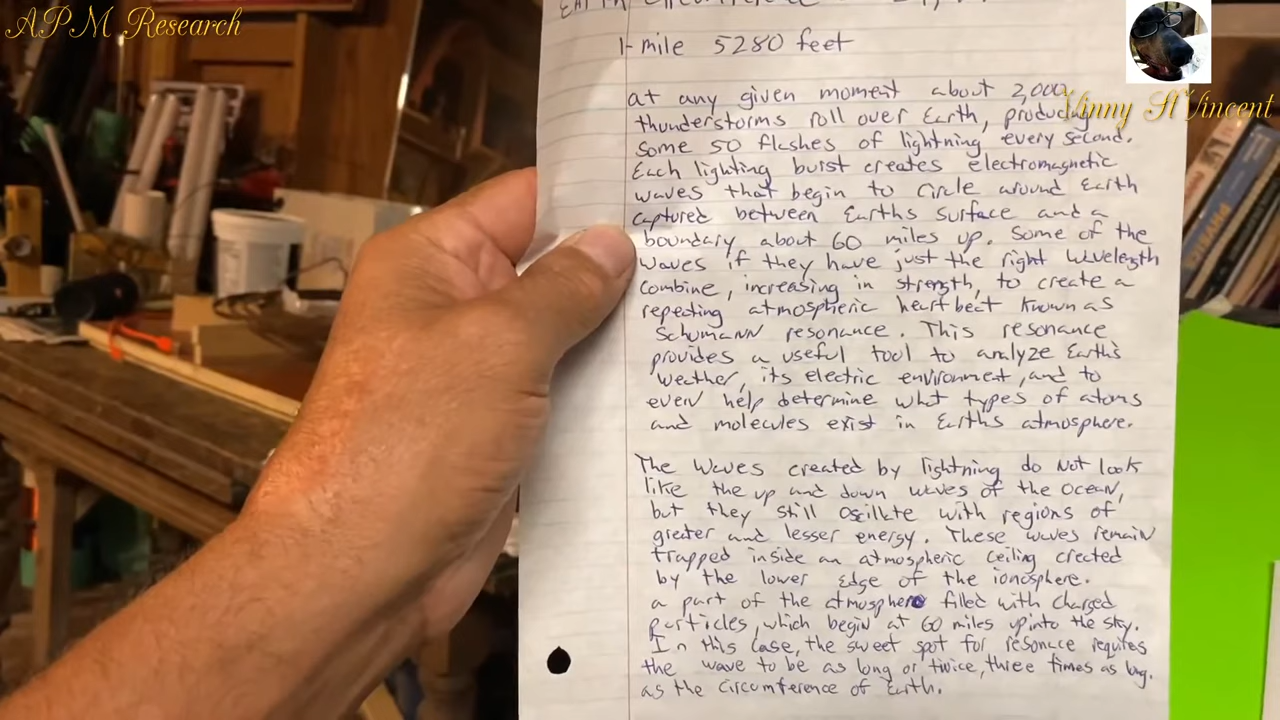 APM Research
Earth Circumference
1- mile 5280 feet
Vinny StVincent
at any given moment about 2,000
thunderstorms roll over Earth, producing
some 50 flashes of lightning every second.
Each lighting burst creates electromagnetic
waves that begin to circle around Earth
captured between Earths surface and a
boundary about 60 miles up. Some of the
waves if they have just the right wavelength
combine, increasing in strength, to create a
repeating atmospheric heart beat known as
Schumann resonance. This resonance
provides a useful tool to analyze Earth's
weather, its electric environment, and to
even help determine what types of atoms
and molecules exist in Earth's atmosphere.
The waves created by lightning do not look
like the up and down waves of the ocean,
but they still oscillate with regions of
greater and lesser energy. These waves remain
trapped inside an atmospheric ceiling created
by the lower edge of the ionosphere.
a part of the atmosphere filled with charged
particles, which begin at 60 miles up into the sky.
In this case, the sweet spot for resonace requires
the wave to be as long or twice, three times as long.
as the circumference of Earth.
PHYSICS